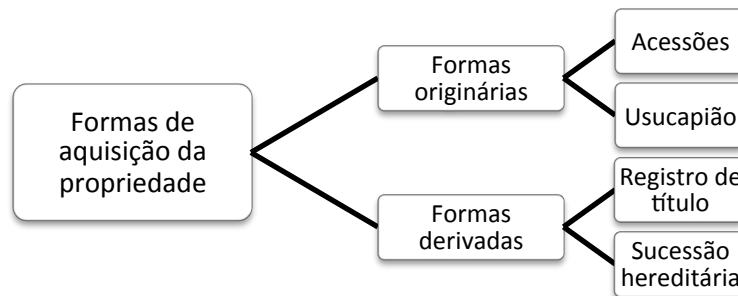 Formas de
aquisição da
propriedade
Formas
originárias
Acessões
Usucapião
Formas
derivadas
Registro de
título
Sucessão
hereditária